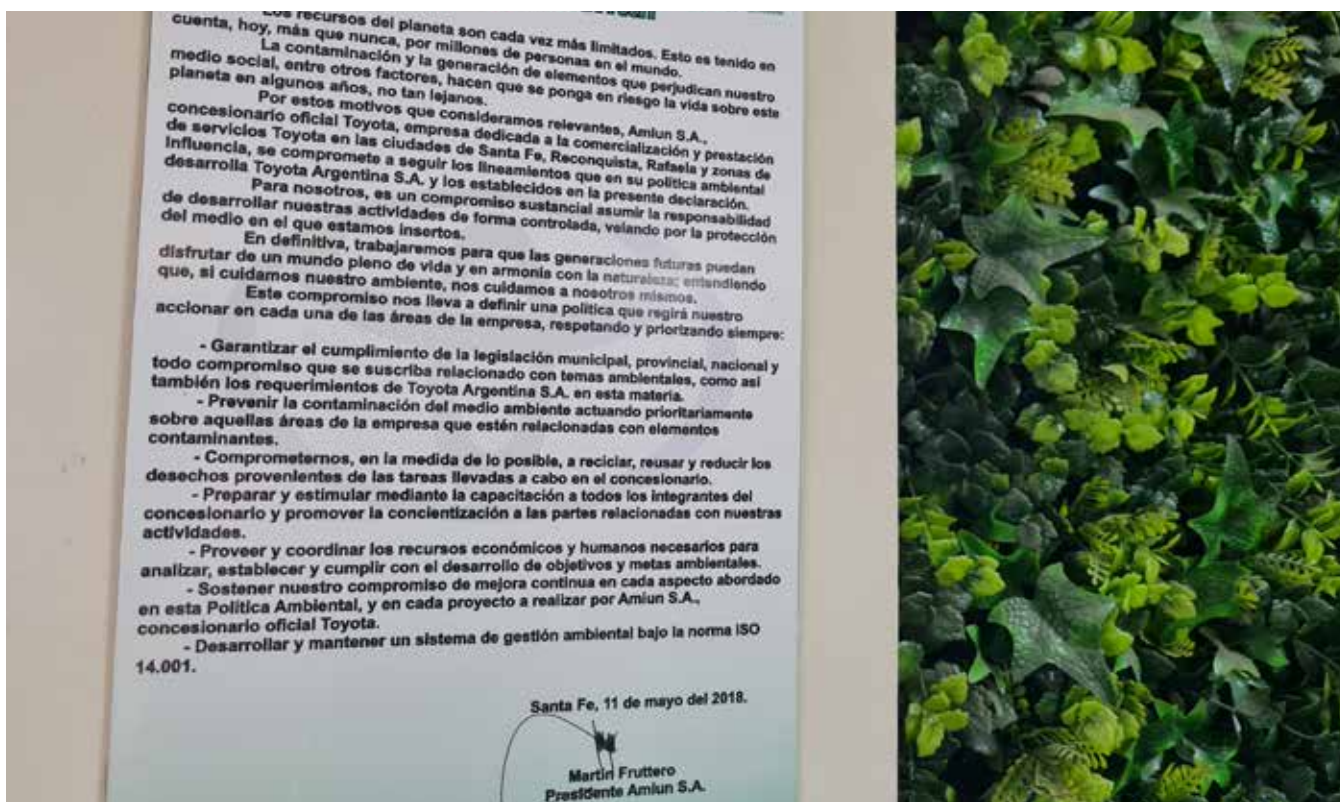 Los recursos del planeta son cada vez más limitados. Esto es tenido en
cuenta, hoy, más que nunca, por millones de personas en el mundo.
La contaminación y la generación de elementos que perjudican nuestro
medio social, entre otros factores, hacen que se ponga en riesgo la vida sobre este
planeta en algunos años, no tan lejanos.
Por estos motivos que consideramos relevantes, Amiun S.A.,
concesionario oficial Toyota, empresa dedicada a la comercialización y prestación
de servicios Toyota en las ciudades de Santa Fe, Reconquista, Rafaela y zonas de
influencia, se compromete a seguir los lineamientos que en su política ambiental
desarrolla Toyota Argentina S.A. y los establecidos en la presente declaración.
Para nosotros, es un compromiso sustancial asumir la responsabilidad
de desarrollar nuestras actividades de forma controlada, velando por la protección
del medio en el que estamos insertos.
En definitiva, trabajaremos para que las generaciones futuras puedan
disfrutar de un mundo pleno de vida y en armonía con la naturaleza; entendiendo
que, si cuidamos nuestro ambiente, nos cuidamos a nosotros mismos.
Este compromiso nos lleva a definir una política que regirá nuestro
accionar en cada una de las áreas de la empresa, respetando y priorizando siempre:
- Garantizar el cumplimiento de la legislación municipal, provincial, nacional y
todo compromiso que se suscriba relacionado con temas ambientales, como así
también los requerimientos de Toyota Argentina S.A. en esta materia.
- Prevenir la contaminación del medio ambiente actuando prioritariamente
sobre aquellas áreas de la empresa que estén relacionadas con elementos
contaminantes.
- Comprometernos, en la medida de lo posible, a reciclar, reusar y reducir los
desechos provenientes de las tareas llevadas a cabo en el concesionario.
- Preparar y estimular mediante la capacitación a todos los integrantes del
concesionario y promover la concientización a las partes relacionadas con nuestras
actividades.
- Proveer y coordinar los recursos económicos y humanos necesarios para
analizar, establecer y cumplir con el desarrollo de objetivos y metas ambientales.
- Sostener nuestro compromiso de mejora continua en cada aspecto abordado
en esta Política Ambiental, y en cada proyecto a realizar por Amiun S.A.,
concesionario oficial Toyota.
- Desarrollar y mantener un sistema de gestión ambiental bajo la norma ISO
14.001.
Santa Fe, 11 de mayo del 2018.
Martín Fruttero
Presidente Amiun S.A.